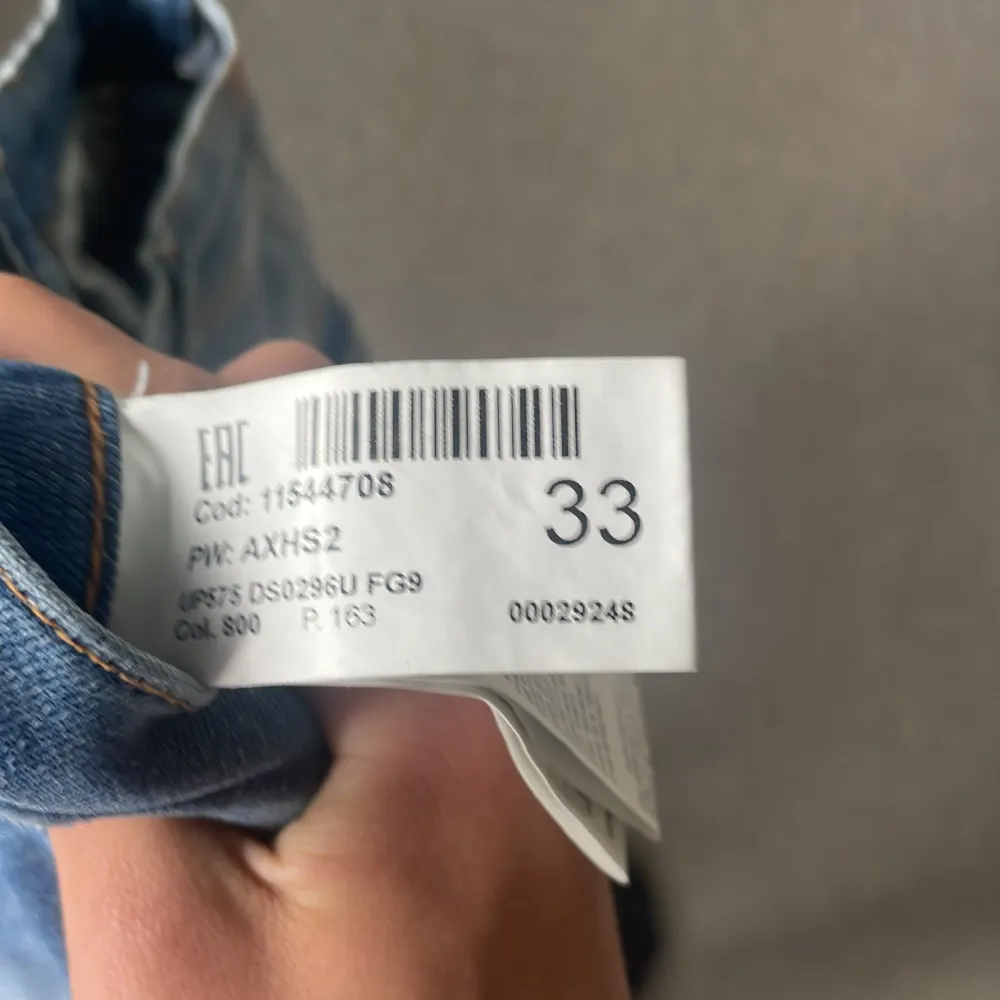 EAC
Cod: 11544708
33
PW: AXHS2
UP575 DS0296U FG9
Col. 800 P. 163
00029248